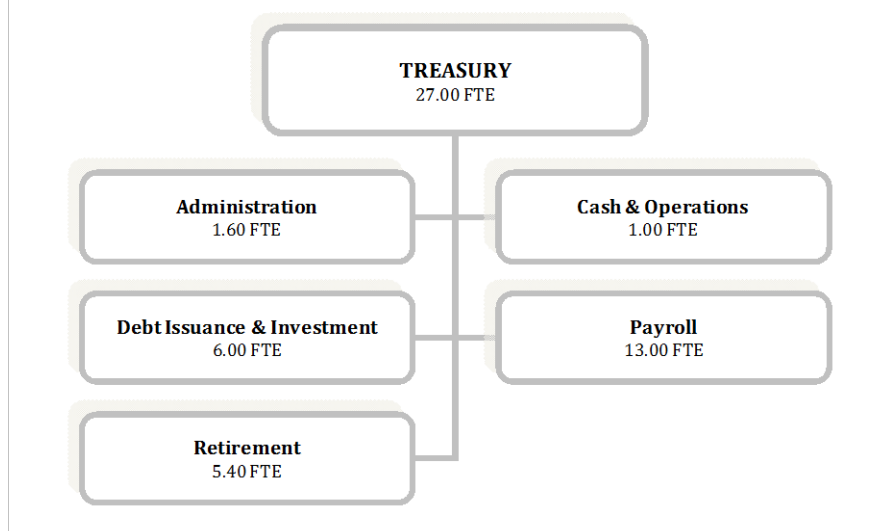 TREASURY
27.00 FTE
Administration
1.60 FTE
Cash & Operations
1.00 FTE
Debt Issuance & Investment
6.00 FTE
Payroll
13.00 FTE
Retirement
5.40 FTE